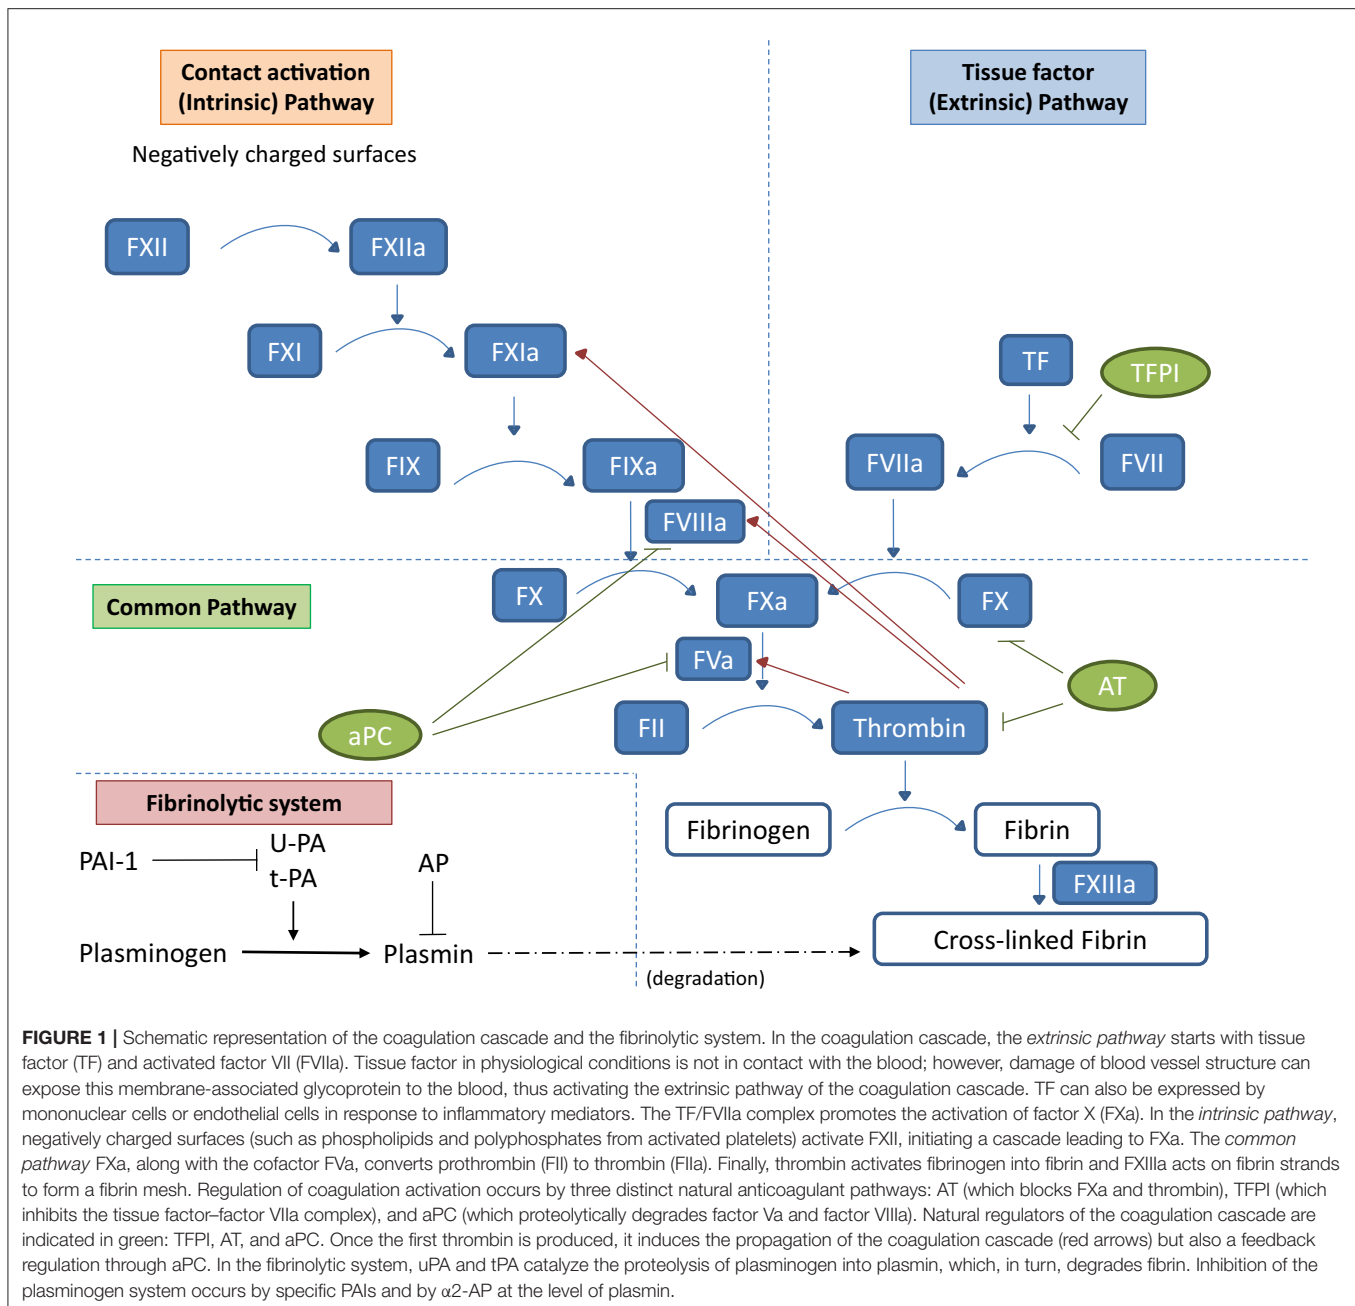 Contact activation
(Intrinsic) Pathway
Tissue factor
(Extrinsic) Pathway
Negatively charged surfaces
FXII
FXIIa
FXI
FXIa
TF
TFPI
FIX
FIXa
FVIIa
FVII
FVIIIa
Common Pathway
FX
FXa
FX
FVa
AT
aPC
FII
Thrombin
Fibrinolytic system
Fibrinogen
Fibrin
PAI-1
U-PA
t-PA
AP
FXIIIa
Plasminogen
Plasmin
Cross-linked Fibrin
(degradation)
FIGURE 1 | Schematic representation of the coagulation cascade and the fibrinolytic system. In the coagulation cascade, the extrinsic pathway starts with tissue
factor (TF) and activated factor VII (FVIIa). Tissue factor in physiological conditions is not in contact with the blood; however, damage of blood vessel structure can
expose this membrane-associated glycoprotein to the blood, thus activating the extrinsic pathway of the coagulation cascade. TF can also be expressed by
mononuclear cells or endothelial cells in response to inflammatory mediators. The TF/FVIIa complex promotes the activation of factor X (FXa). In the intrinsic pathway,
negatively charged surfaces (such as phospholipids and polyphosphates from activated platelets) activate FXII, initiating a cascade leading to FXa. The common
pathway FXa, along with the cofactor FVa, converts prothrombin (FII) to thrombin (FIIa). Finally, thrombin activates fibrinogen into fibrin and FXIIIa acts on fibrin strands
to form a fibrin mesh. Regulation of coagulation activation occurs by three distinct natural anticoagulant pathways: AT (which blocks FXa and thrombin), TFPI (which
inhibits the tissue factor–factor VIIa complex), and aPC (which proteolytically degrades factor Va and factor VIIIa). Natural regulators of the coagulation cascade are
indicated in green: TFPI, AT, and aPC. Once the first thrombin is produced, it induces the propagation of the coagulation cascade (red arrows) but also a feedback
regulation through aPC. In the fibrinolytic system, uPA and tPA catalyze the proteolysis of plasminogen into plasmin, which, in turn, degrades fibrin. Inhibition of the
plasminogen system occurs by specific PAIs and by α2-AP at the level of plasmin.